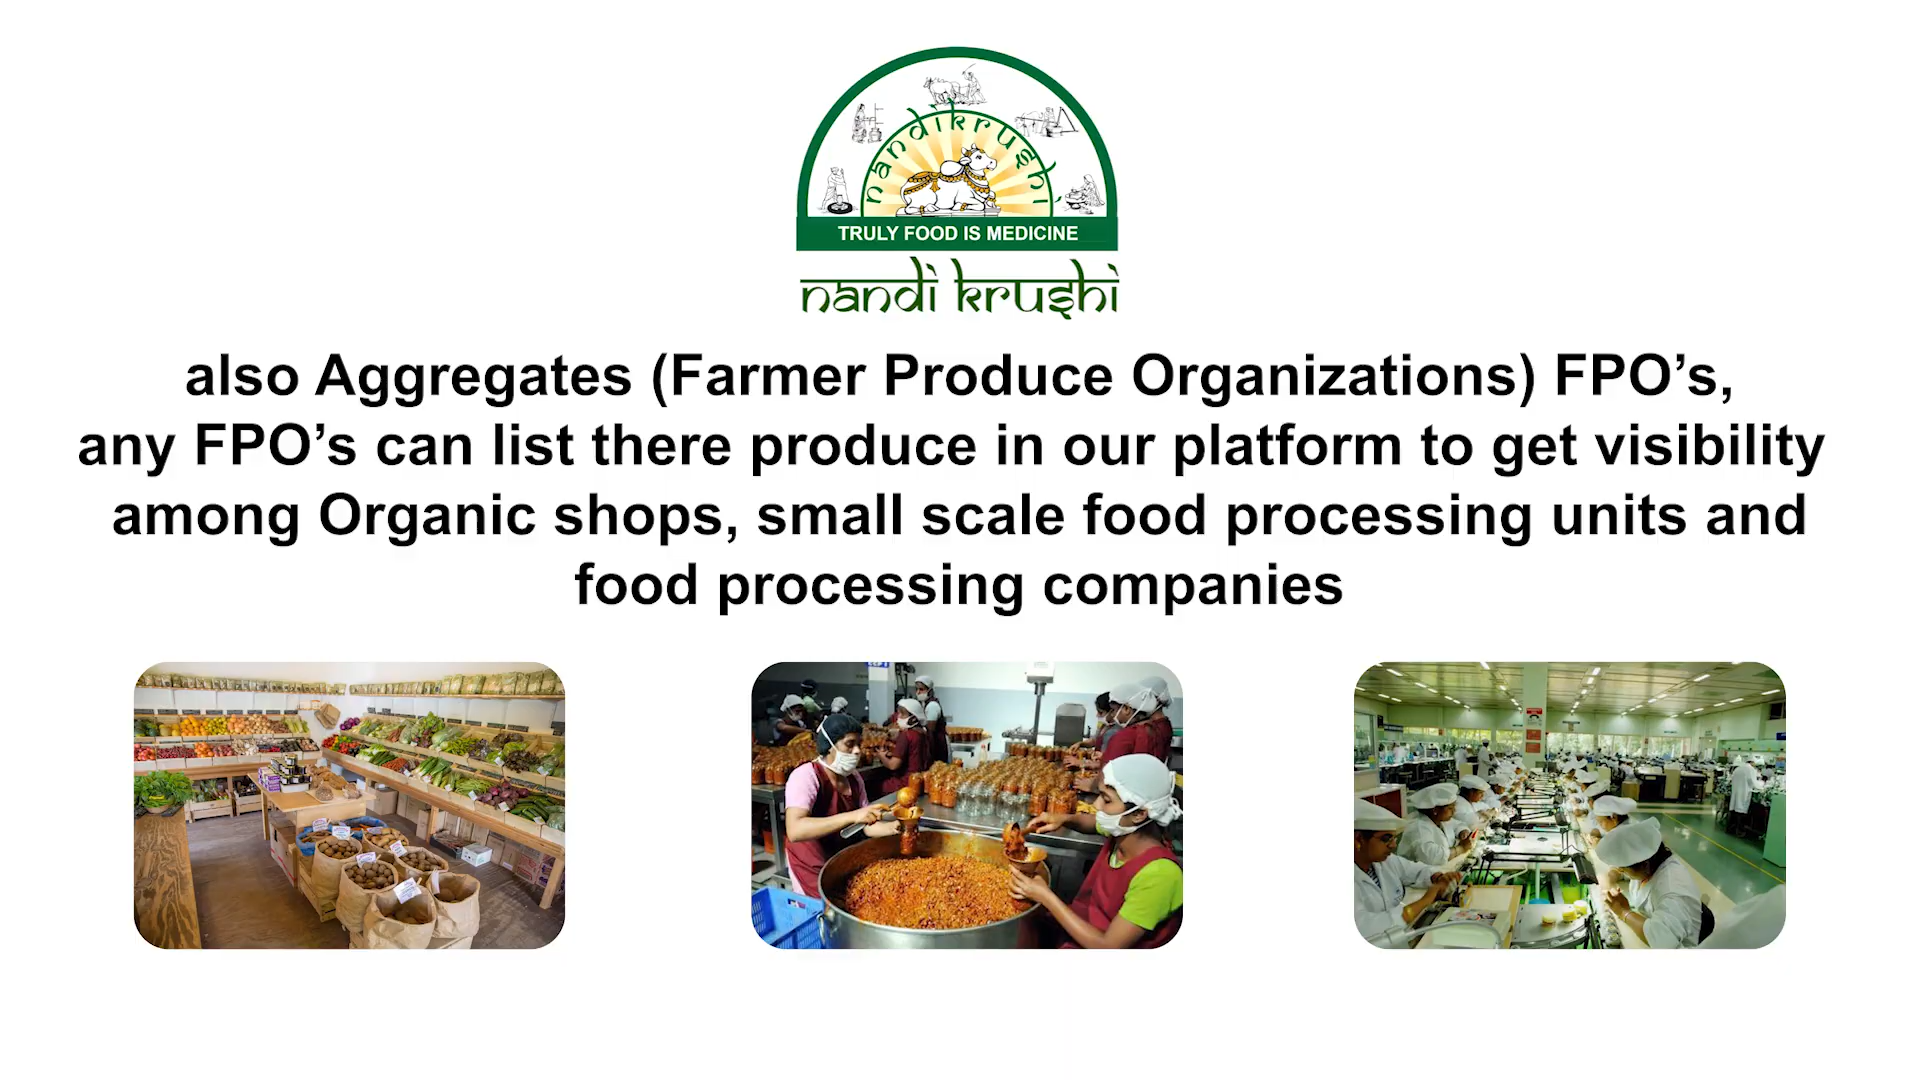 nandikrushi
TRULY FOOD IS MEDICINE
nandi krushi
also Aggregates (Farmer Produce Organizations) FPO’s,
any FPO’s can list there produce in our platform to get visibility
among Organic shops, small scale food processing units and
food processing companies